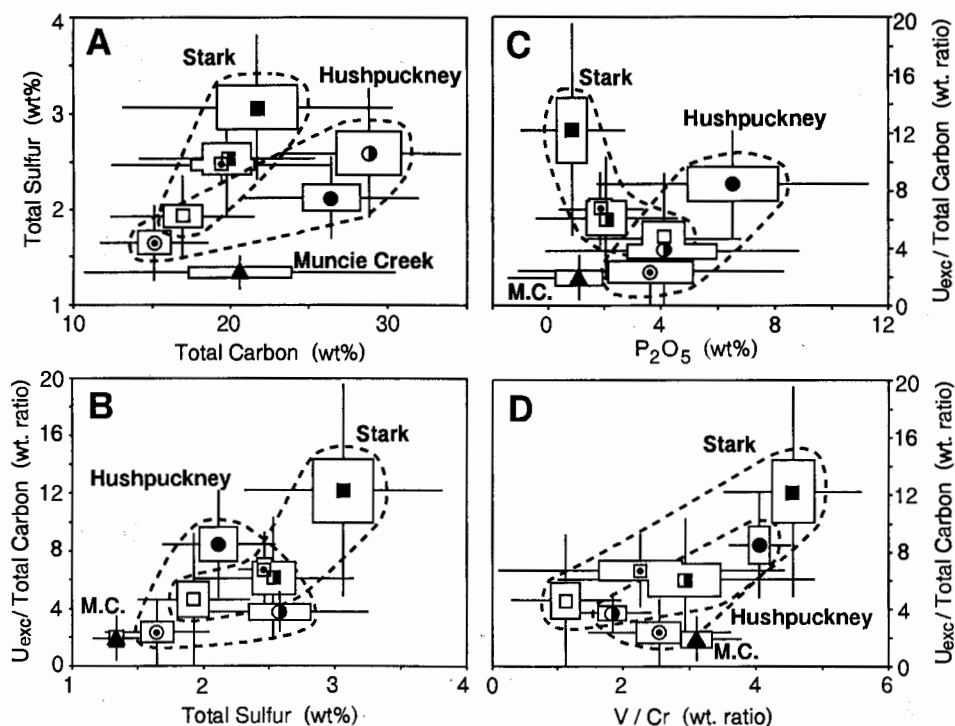 A
Stark
Hushpuckney
Muncie Creek
4
3
2
1
Total Sulfur (wt%)
10
20
30
Total Carbon (wt%)
C
Stark
Hushpuckney
M.C.
20
16
12
8
4
0
Uexc/ Total Carbon (wt. ratio)
0
4
8
12
P2O5 (wt%)
B
Hushpuckney
Stark
M.C.
20
16
12
8
4
0
Uexc/ Total Carbon (wt. ratio)
1
2
3
4
Total Sulfur (wt%)
D
Stark
Hushpuckney
M.C.
20
16
12
8
4
0
Uexc/ Total Carbon (wt. ratio)
0
2
4
6
V / Cr (wt. ratio)